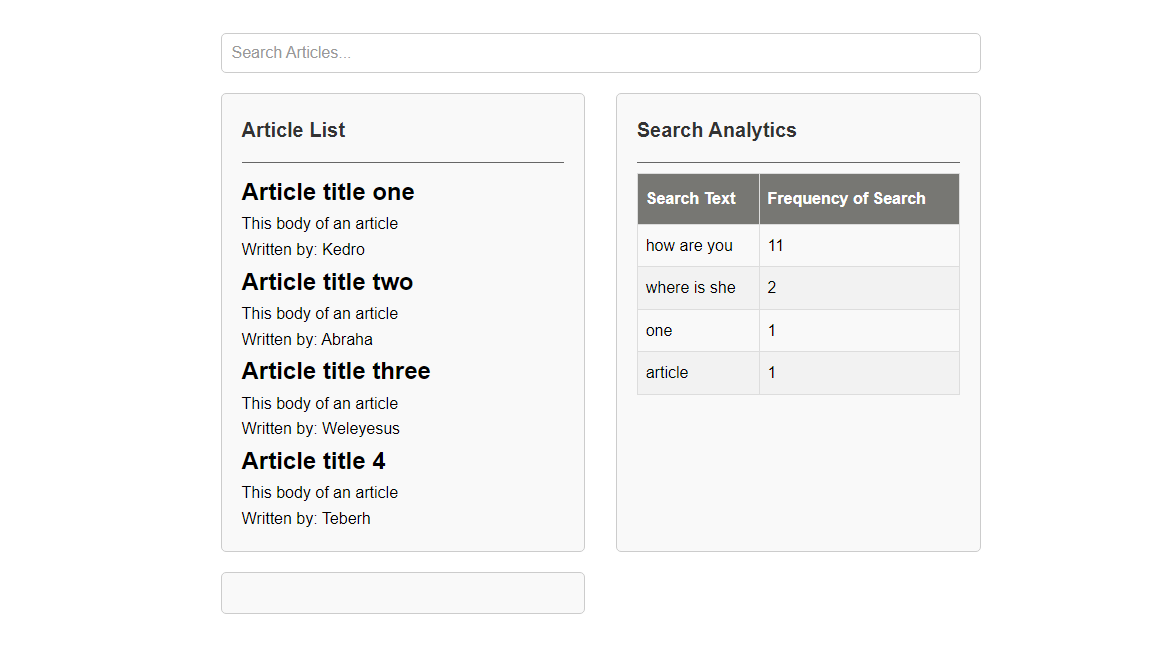 Search Articles...
Article List
Article title one
This body of an article
Written by: Kedro
Article title two
This body of an article
Written by: Abraha
Article title three
This body of an article
Written by: Weleyesus
Article title 4
This body of an article
Written by: Teberh
Search Analytics
Search Text Frequency of Search
how are you 11
where is she 2
one 1
article 1